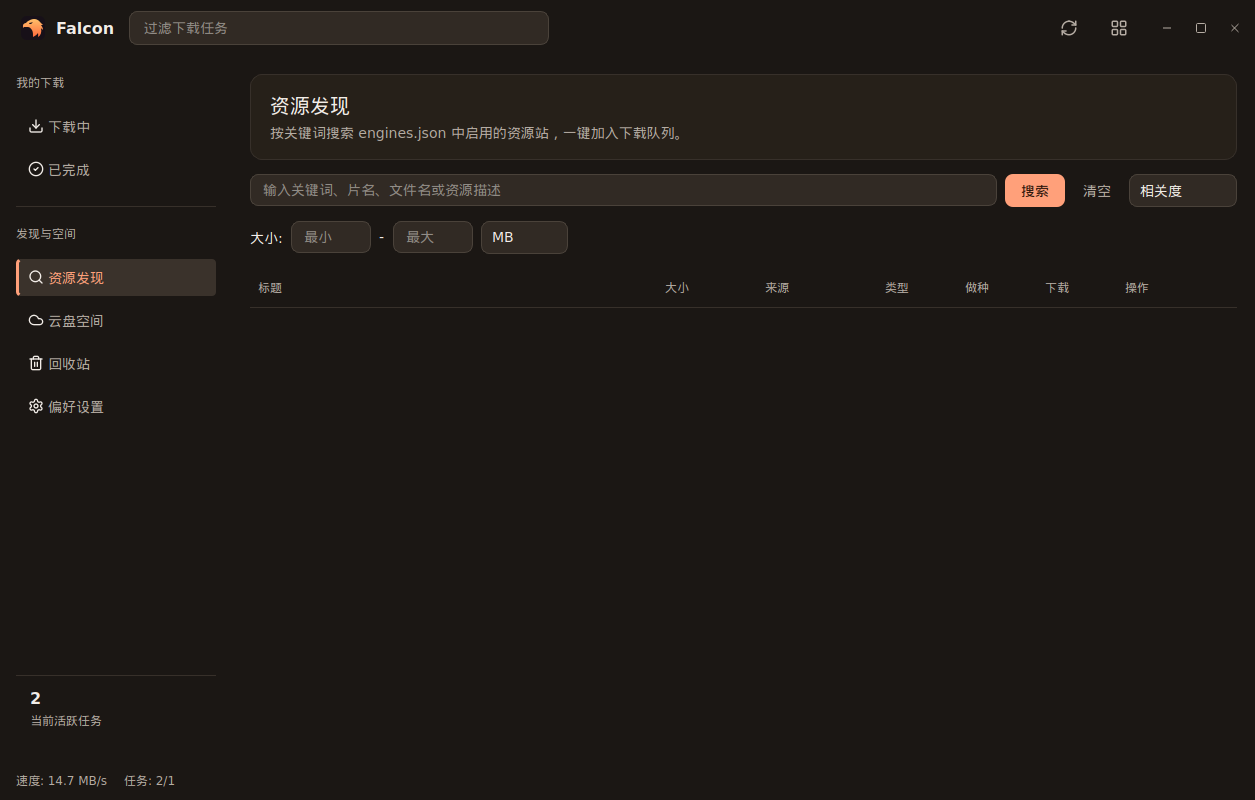 Falcon
过滤下载任务
我的下载
下载中
已完成
发现与空间
资源发现
云盘空间
回收站
偏好设置
2
当前活跃任务
速度: 14.7 MB/s 任务: 2/1
资源发现
按关键词搜索 engines.json 中启用的资源站，一键加入下载队列。
输入关键词、片名、文件名或资源描述 搜索 清空 相关度
大小: 最小 - 最大 MB
标题 大小 来源 类型 做种 下载 操作